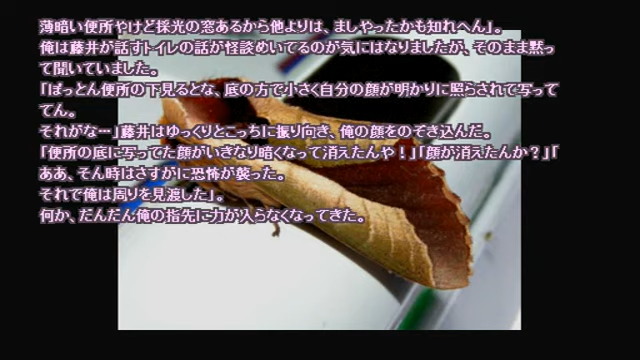 薄暗い便所やけど採光の窓あるから他よりは、ましやったかも知れへん」。
俺は藤井が話すトイレの話が怪談めいてるのが気にはなりましたが、そのまま黙っ
て聞いていました。
「ぼっとん便所の下見るとな、底の方で小さく自分の顔が明かりに照らされて写って
てん。
それがな…」藤井はゆっくりとこっちに振り向き、俺の顔をのぞき込んだ。
「便所の底に写ってた顔がいきなり暗くなって消えたんや！」「顔が消えたんか？」「
ああ、そん時はさすがに恐怖が襲った。
それで俺は周りを見渡した」。
何か、だんだん俺の指先に力が入らなくなってきた。